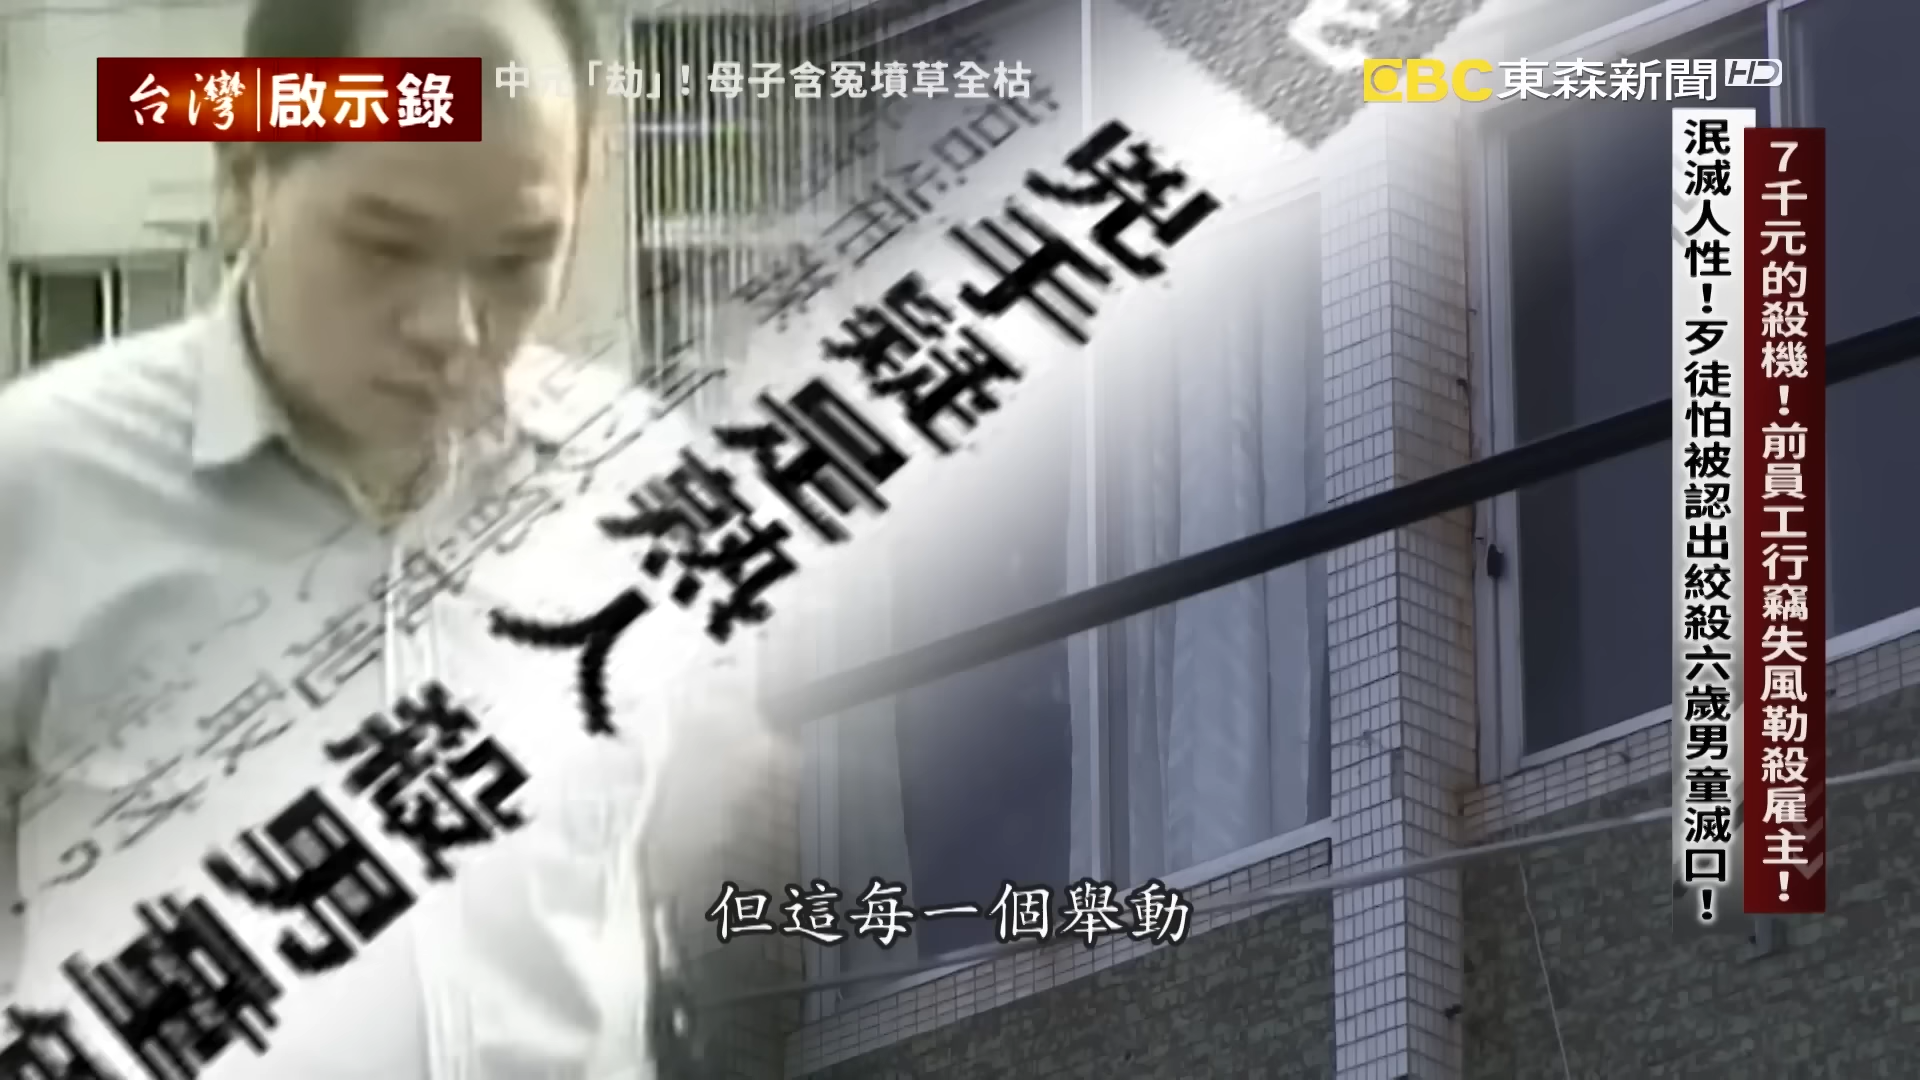 台灣|啟示錄
中元「劫」!母子含冤墳草全枯
EBC東森新聞HD
7千元的殺機!前員工行竊失風勒殺雇主!
泯滅人性!歹徒怕被認出絞殺六歲男童滅口!
兇手疑是熟人 殺男童
但這每一個舉動